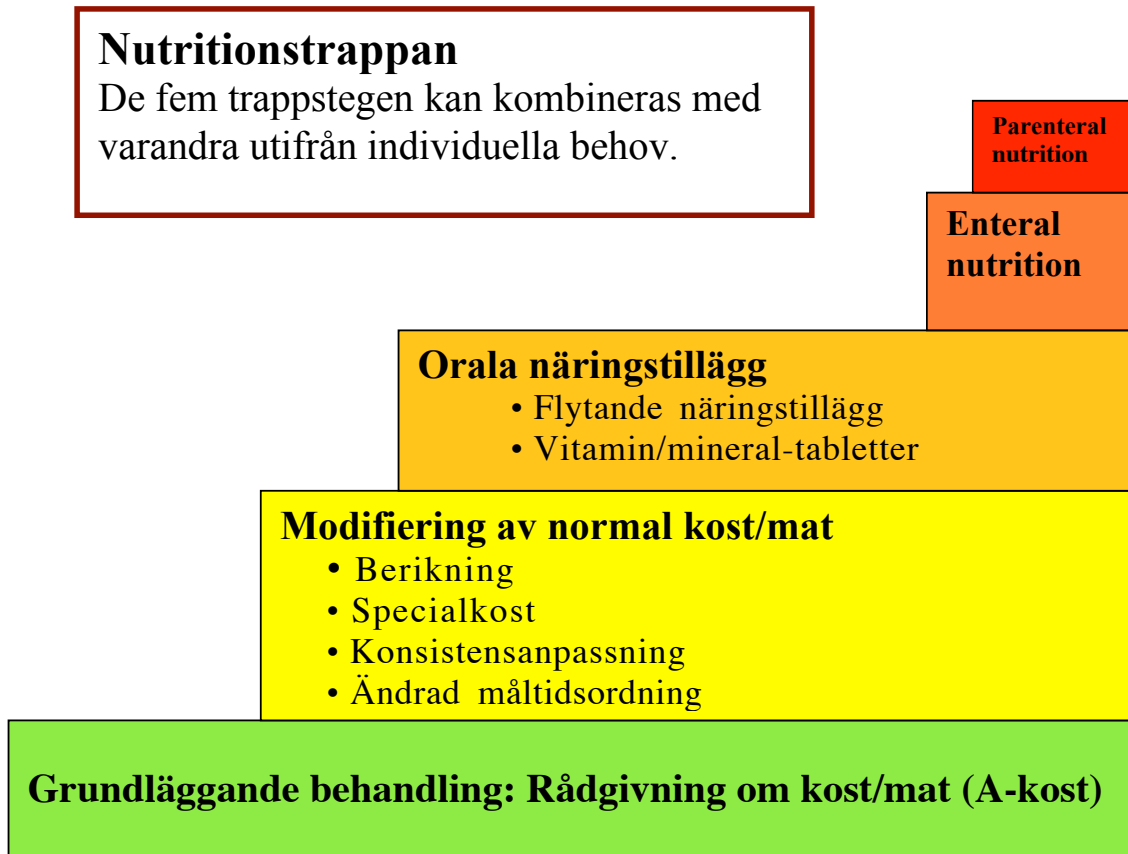 Nutritionstrappan
De fem trappstegen kan kombineras med
varandra utifrån individuella behov.
Parenteral
nutrition
Enteral
nutrition
Orala näringstillägg
• Flytande näringstillägg
• Vitamin/mineral-tabletter
Modifiering av normal kost/mat
• Berikning
• Specialkost
• Konsistensanpassning
• Ändrad måltidsordning
Grundläggande behandling: Rådgivning om kost/mat (A-kost)